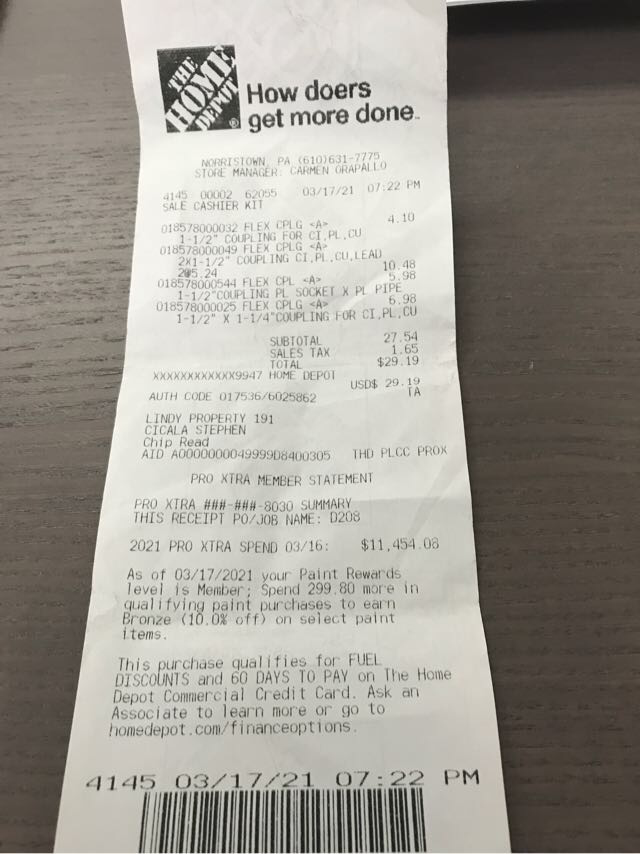 THE
HOME
DEPOT
How doers
get more done.
NORRISTOWN, PA (610)631-7775
STORE MANAGER: CARMEN ORAPALLO
4145 00002 62055 03/17/21 07:22 PM
SALE CASHIER KIT
018578000032 FLEX CPLG <A> 4.10
1-1/2" COUPLING FOR CI,PL,CU
018578000049 FLEX CPLG <A>
2X1-1/2" COUPLING CI,PL,CU,LEAD
2@5.24 10.48
018578000544 FLEX CPL <A> 5.98
1-1/2"COUPLING PL SOCKET X PL PIPE
018578000025 FLEX CPLG <A> 6.98
1-1/2" X 1-1/4"COUPLING FOR CI,PL,CU
SUBTOTAL 27.54
SALES TAX 1.65
TOTAL $29.19
XXXXXXXXXXXX9947 HOME DEPOT
USD$ 29.19
AUTH CODE 017536/6025862 TA
LINDY PROPERTY 191
CICALA STEPHEN
Chip Read
AID A0000000049999D8400305 THD PLCC PROX
PRO XTRA MEMBER STATEMENT
PRO XTRA ###-###-8030 SUMMARY
THIS RECEIPT PO/JOB NAME: D208
2021 PRO XTRA SPEND 03/16: $11,454.08
As of 03/17/2021 your Paint Rewards
level is Member; Spend 299.80 more in
qualifying paint purchases to earn
Bronze (10.0% off) on select paint
items.
This purchase qualifies for FUEL
DISCOUNTS and 60 DAYS TO PAY on The Home
Depot Commercial Credit Card. Ask an
Associate to learn more or go to
homedepot.com/financeoptions.
4145 03/17/21 07:22 PM